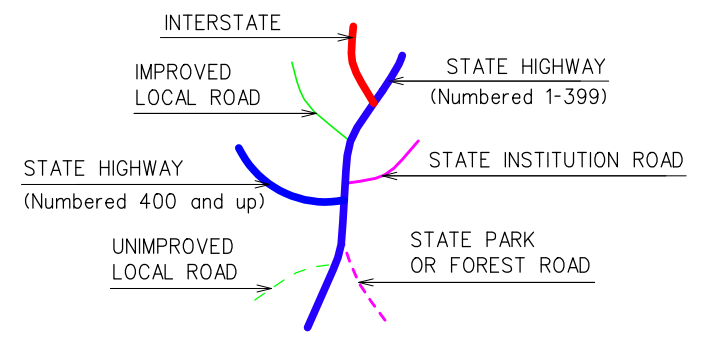 INTERSTATE
STATE HIGHWAY
(Numbered 1-399)
IMPROVED
LOCAL ROAD
STATE INSTITUTION ROAD
STATE HIGHWAY
(Numbered 400 and up)
STATE PARK
OR FOREST ROAD
UNIMPROVED
LOCAL ROAD